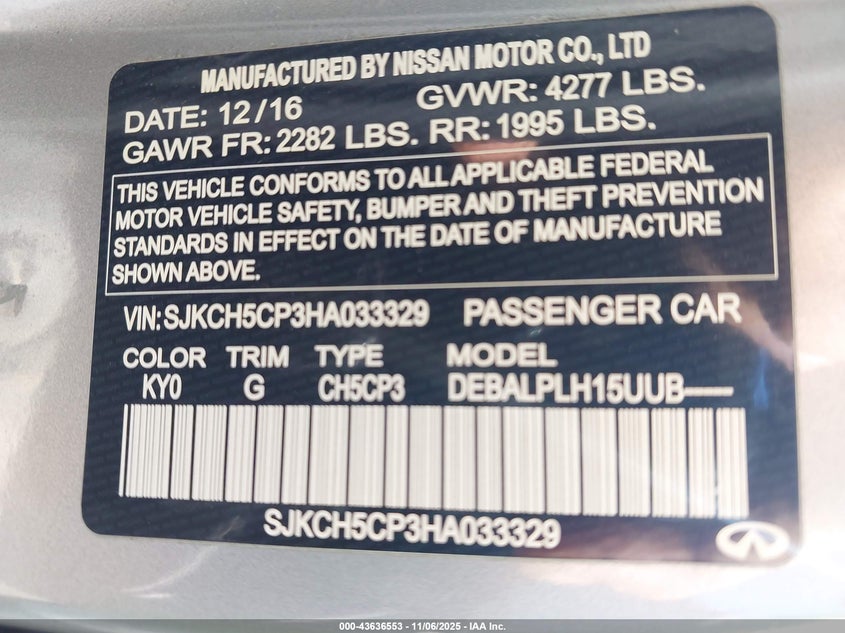 MANUFACTURED BY NISSAN MOTOR CO., LTD
DATE: 12/16 GVWR: 4277 LBS.
GAWR FR: 2282 LBS. RR: 1995 LBS.
THIS VEHICLE CONFORMS TO ALL APPLICABLE FEDERAL
MOTOR VEHICLE SAFETY, BUMPER AND THEFT PREVENTION
STANDARDS IN EFFECT ON THE DATE OF MANUFACTURE
SHOWN ABOVE.
VIN: SJKCH5CP3HA033329 PASSENGER CAR
COLOR TRIM TYPE MODEL
KY0 G CH5CP3 DEBALPLH15UUB-----
SJKCH5CP3HA033329
000-43636553 - 11/06/2025 - IAA Inc.